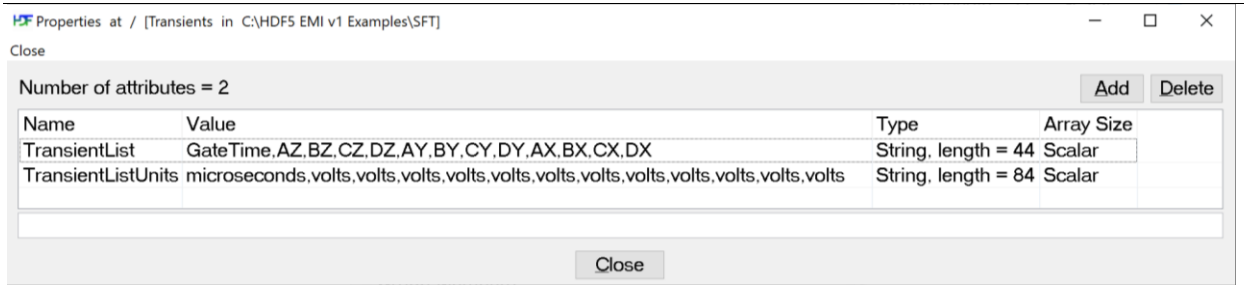 HDF Properties at / [Transients in C:\HDF5 EMI v1 Examples\SFT]
Close
Number of attributes = 2 Add Delete
Name Value Type Array Size
TransientList GateTime,AZ,BZ,CZ,DZ,AY,BY,CY,DY,AX,BX,CX,DX String, length = 44 Scalar
TransientListUnits microseconds,volts,volts,volts,volts,volts,volts,volts,volts,volts,volts,volts,volts String, length = 84 Scalar
Close